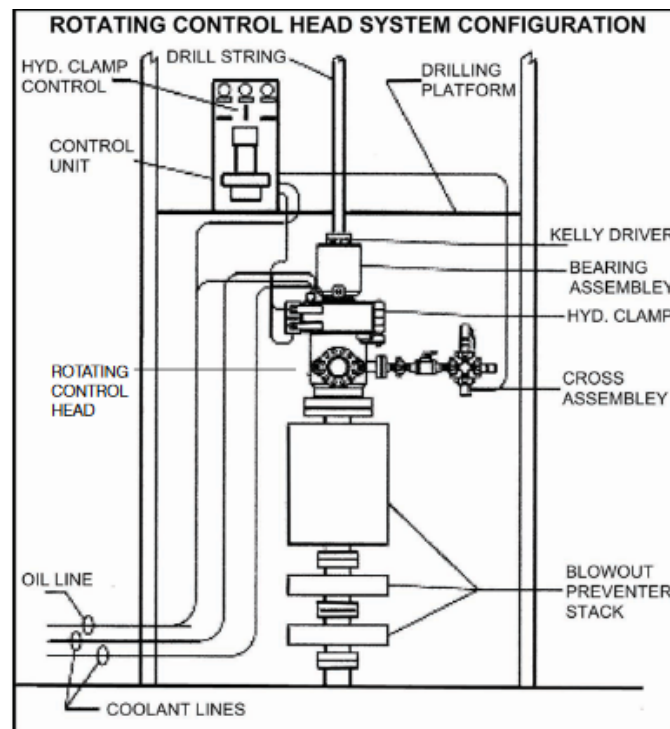 ROTATING CONTROL HEAD SYSTEM CONFIGURATION
HYD. CLAMP
CONTROL
DRILL STRING
DRILLING
PLATFORM
CONTROL
UNIT
KELLY DRIVER
BEARING
ASSEMBLEY
HYD. CLAMP
ROTATING
CONTROL
HEAD
CROSS
ASSEMBLEY
BLOWOUT
PREVENTER
STACK
OIL LINE
COOLANT LINES